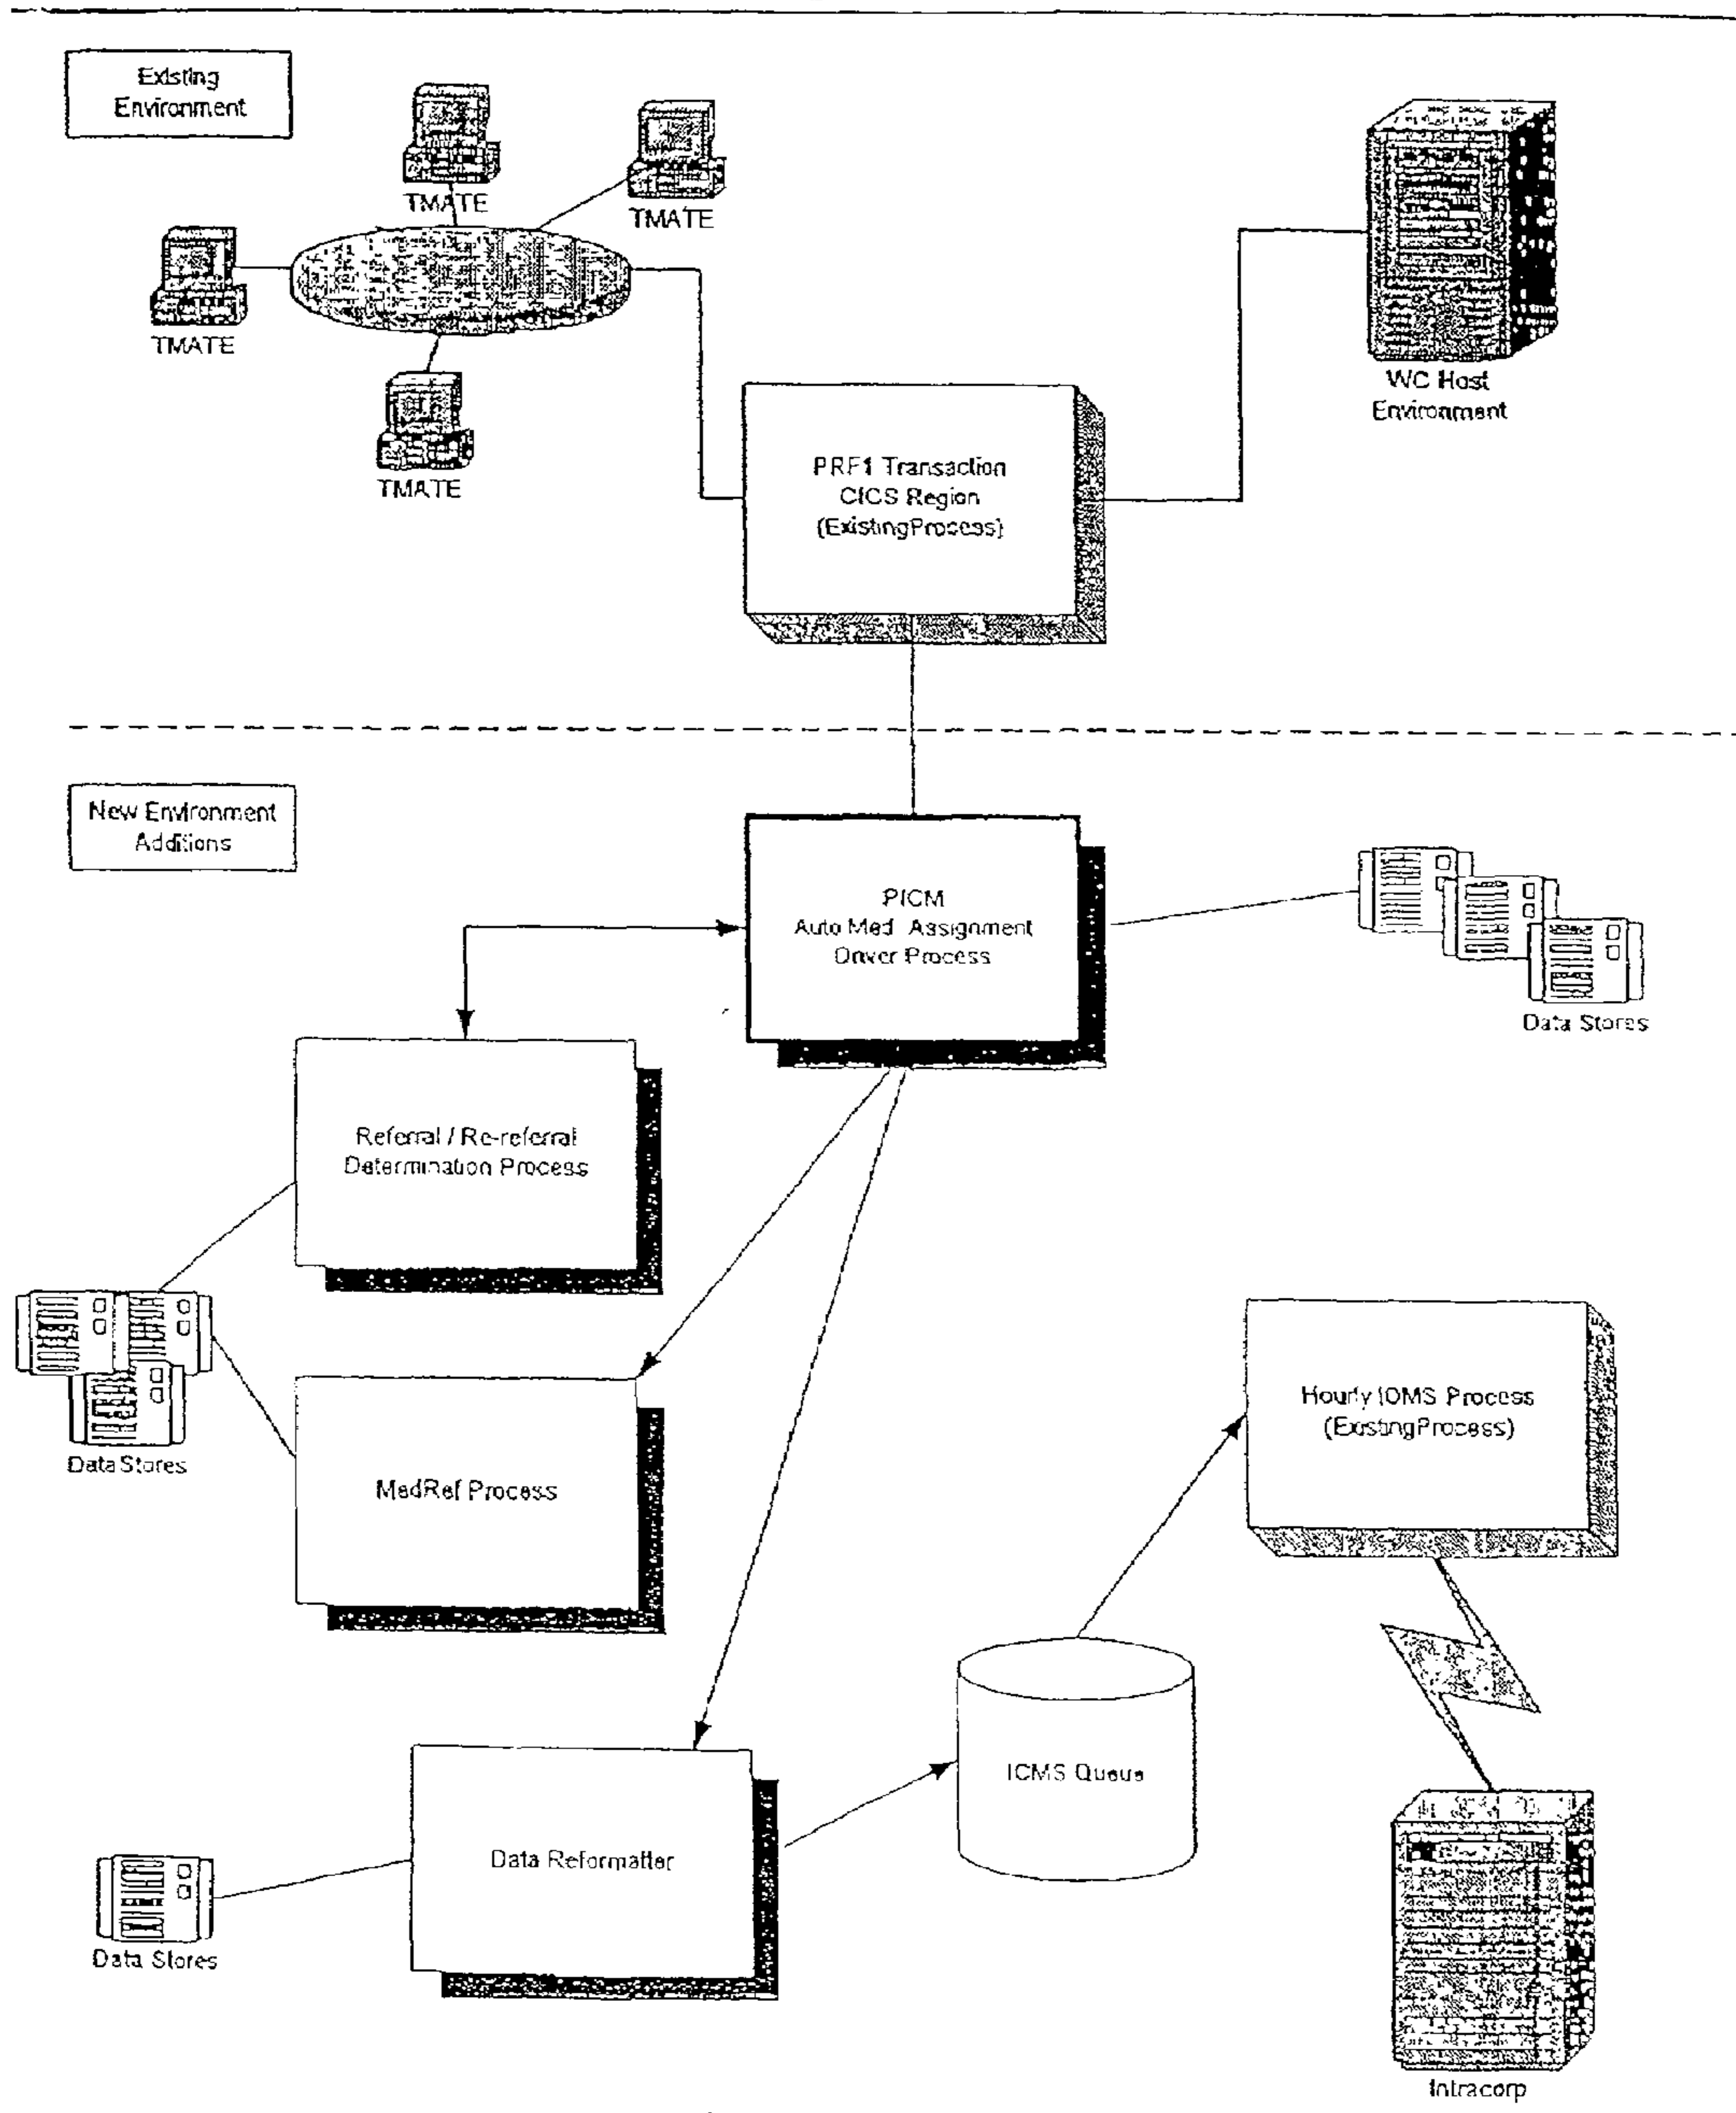 Existing
Environment
TMATE
TMATE
TMATE
TMATE
WC Host
Environment
PRF1 Transaction
CICS Region
(ExistingProcess)
New Environment
Additions
PICM
Auto Med. Assignment
Driver Process
Data Stores
Referral / Re-referral
Determination Process
Data Stores
MedRef Process
Hourly Process
(ExistingProcess)
ICMS Queue
Data Reformatter
Data Stores
Intracorp